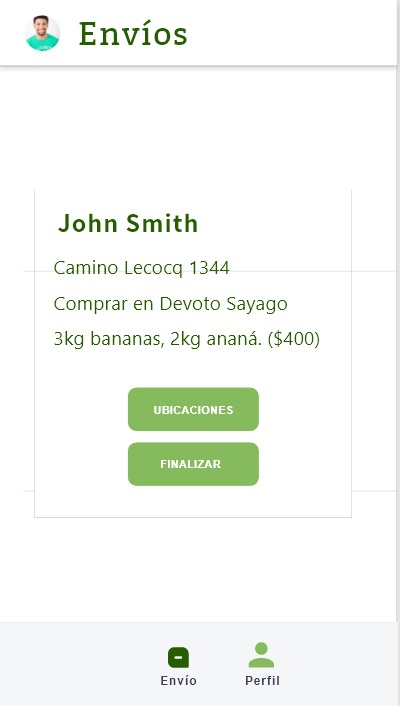 Envíos
John Smith
Camino Lecocq 1344
Comprar en Devoto Sayago
3kg bananas, 2kg ananá. ($400)
UBICACIONES
FINALIZAR
Envío
Perfil